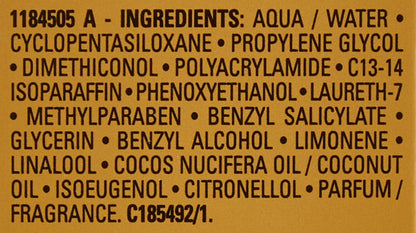 1184505 A - INGREDIENTS: AQUA / WATER •
CYCLOPENTASILOXANE • PROPYLENE GLYCOL
• DIMETHICONOL • POLYACRYLAMIDE • C13-14
ISOPARAFFIN • PHENOXYETHANOL • LAURETH-7
• METHYLPARABEN • BENZYL SALICYLATE •
GLYCERIN • BENZYL ALCOHOL • LIMONENE •
LINALOOL • COCOS NUCIFERA OIL / COCONUT
OIL • ISOEUGENOL • CITRONELLOL • PARFUM /
FRAGRANCE. C185492/1.